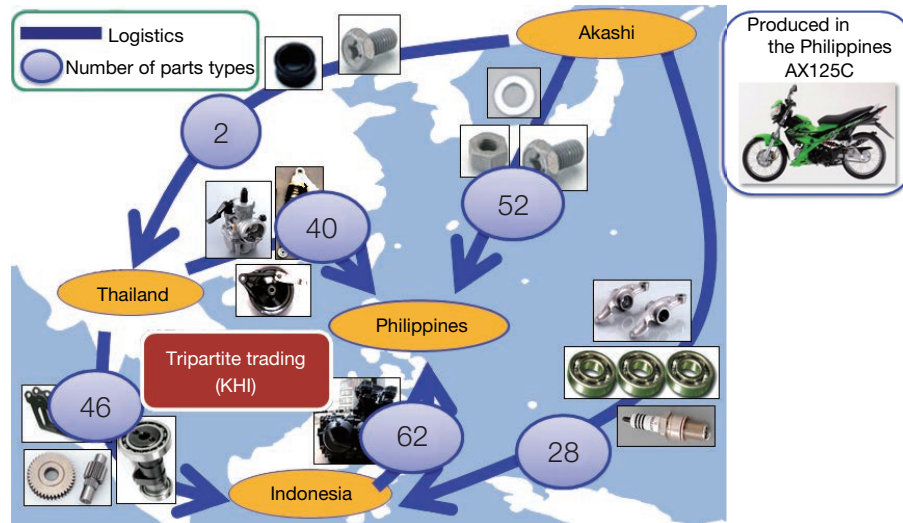 Logistics
Number of parts types
Akashi
Produced in
the Philippines
AX125C
2
52
40
Thailand
Philippines
Tripartite trading
(KHI)
46
62
28
Indonesia